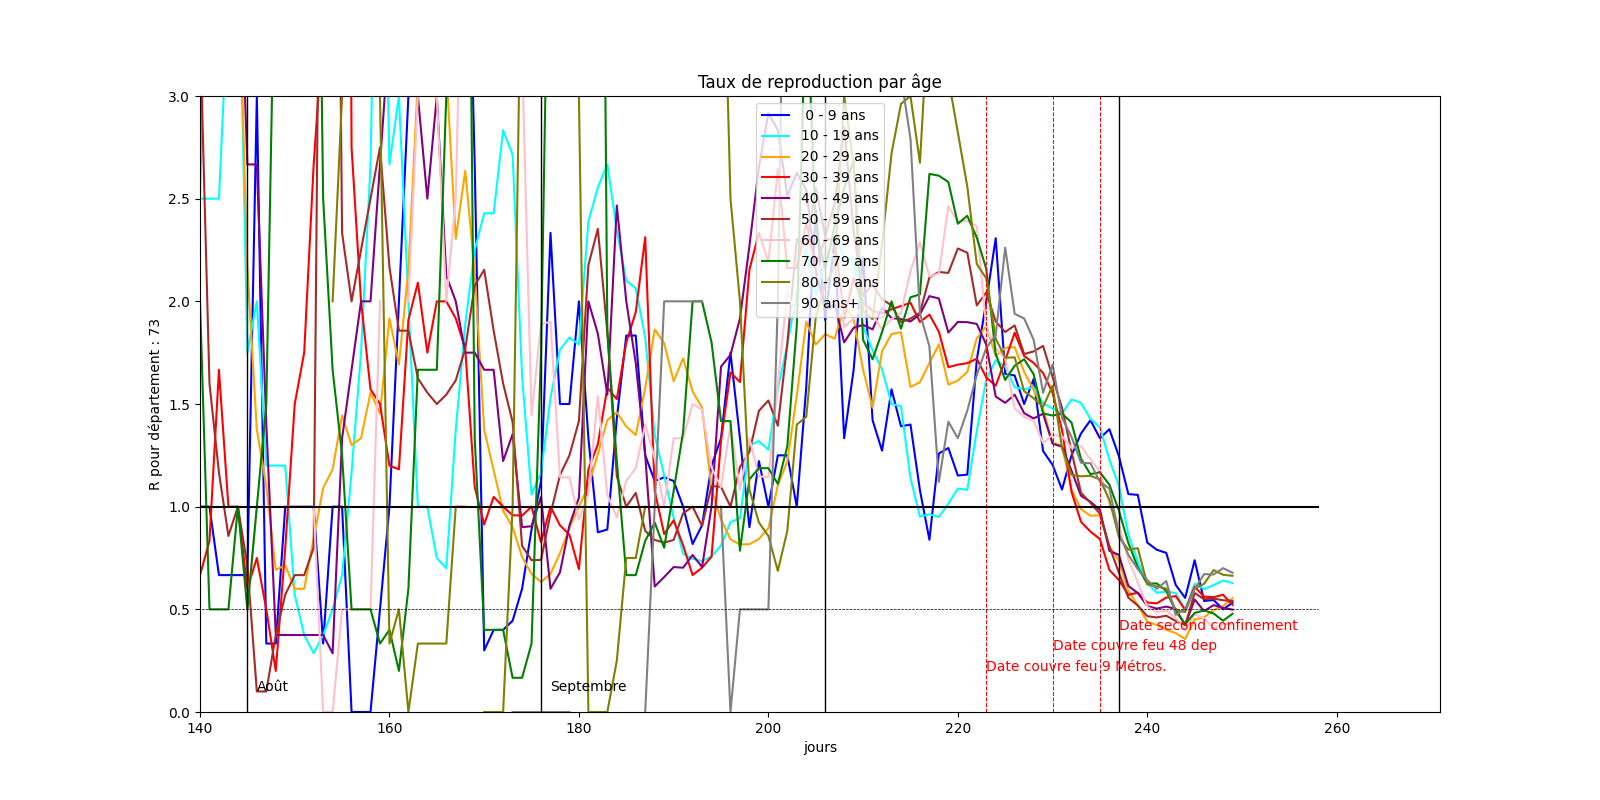 Taux de reproduction par âge
R pour département : 73
3.0
2.5
2.0
1.5
1.0
0.5
0.0
0 - 9 ans
10 - 19 ans
20 - 29 ans
30 - 39 ans
40 - 49 ans
50 - 59 ans
60 - 69 ans
70 - 79 ans
80 - 89 ans
90 ans+
Date second confinement
Date couvre feu 48 dep
Date couvre feu 9 Métros.
Août
Septembre
140
160
180
200
220
240
260
jours